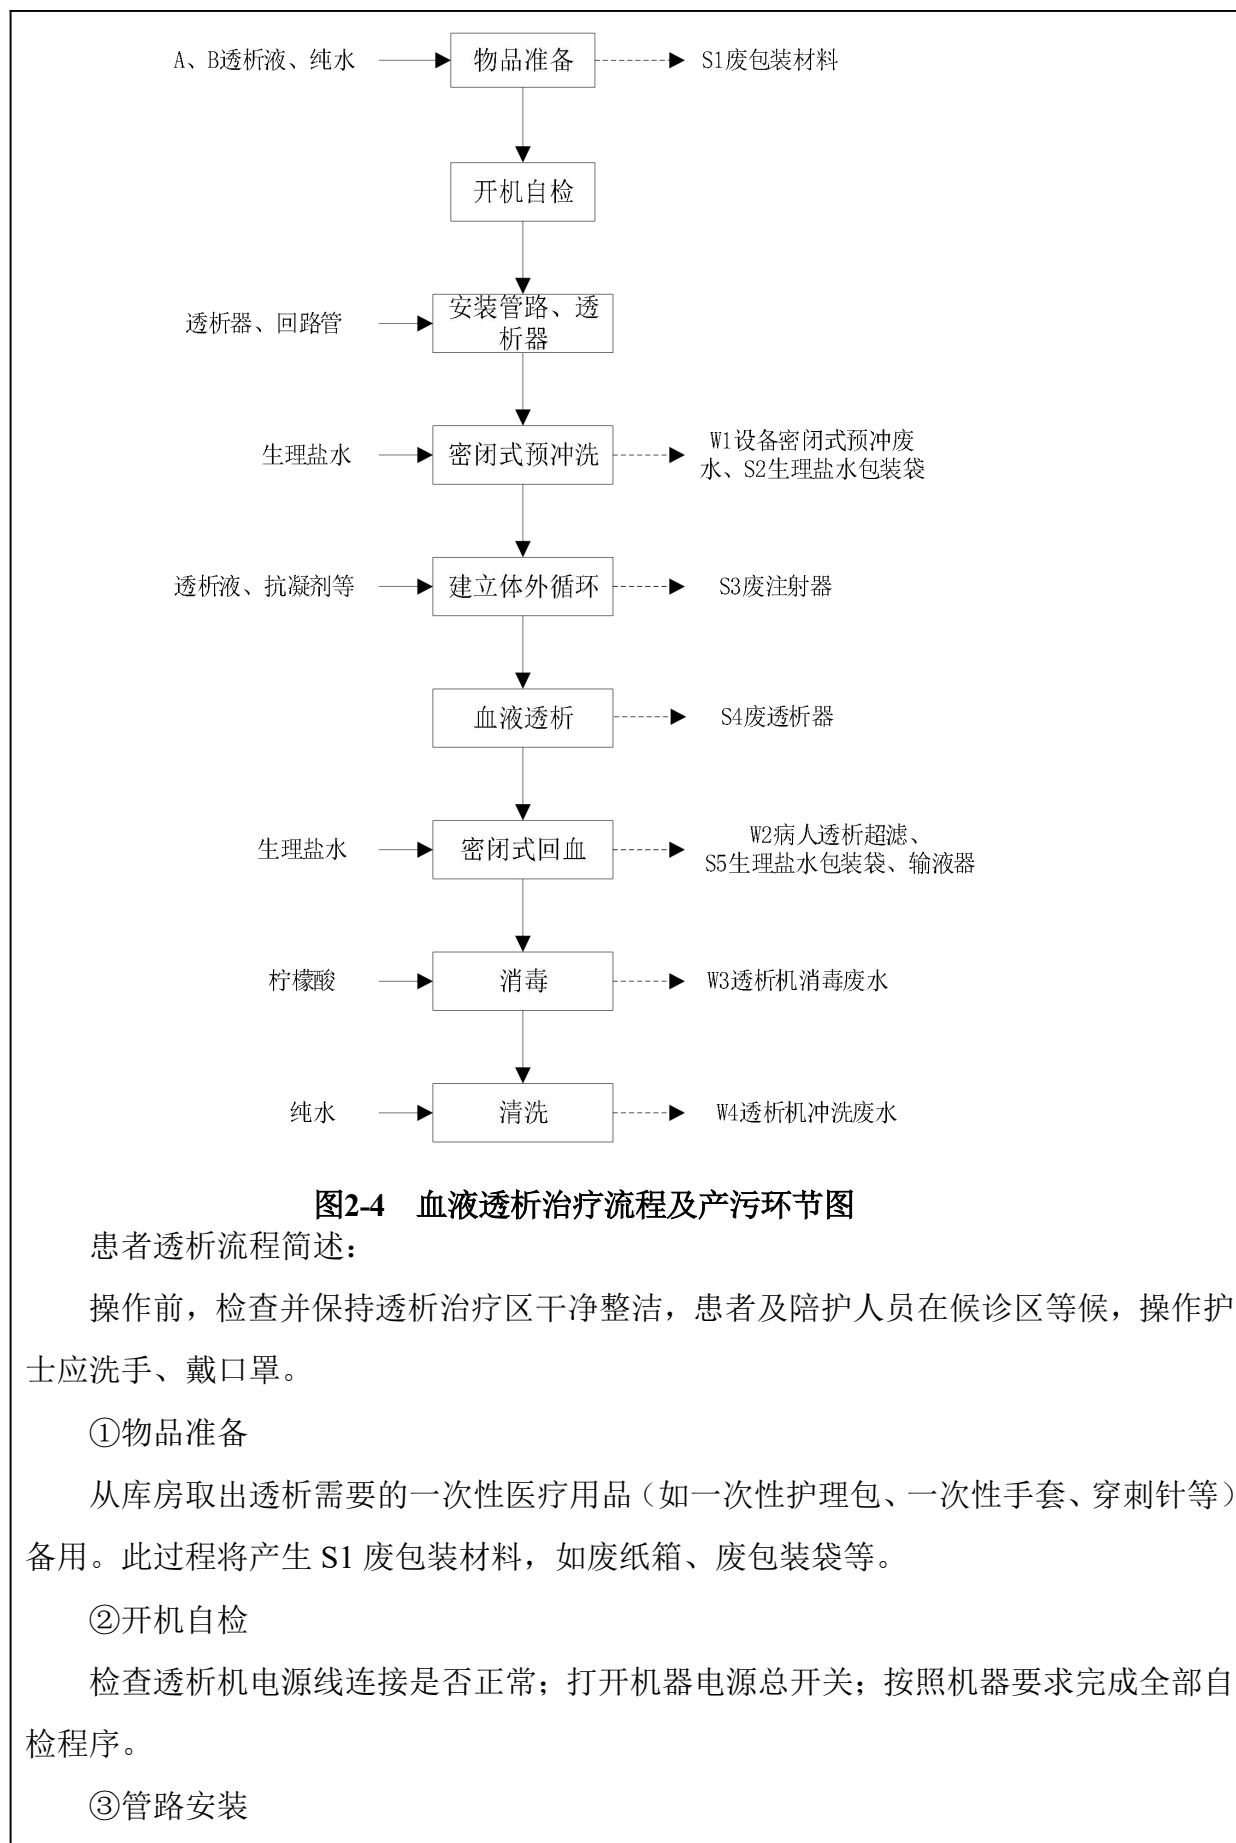 A、B透析液、纯水 物品准备 S1废包装材料
开机自检
透析器、回路管 安装管路、透
析器
生理盐水 密闭式预冲洗 W1设备密闭式预冲废
水、S2生理盐水包装袋
透析液、抗凝剂等 建立体外循环 S3废注射器
血液透析 S4废透析器
生理盐水 密闭式回血 W2病人透析超滤、
S5生理盐水包装袋、输液器
柠檬酸 消毒 W3透析机消毒废水
纯水 清洗 W4透析机冲洗废水
图2-4 血液透析治疗流程及产污环节图
患者透析流程简述：
操作前，检查并保持透析治疗区干净整洁，患者及陪护人员在候诊区等候，操作护
士应洗手、戴口罩。
①物品准备
从库房取出透析需要的一次性医疗用品（如一次性护理包、一次性手套、穿刺针等）
备用。此过程将产生 S1 废包装材料，如废纸箱、废包装袋等。
②开机自检
检查透析机电源线连接是否正常；打开机器电源总开关；按照机器要求完成全部自
检程序。
③管路安装